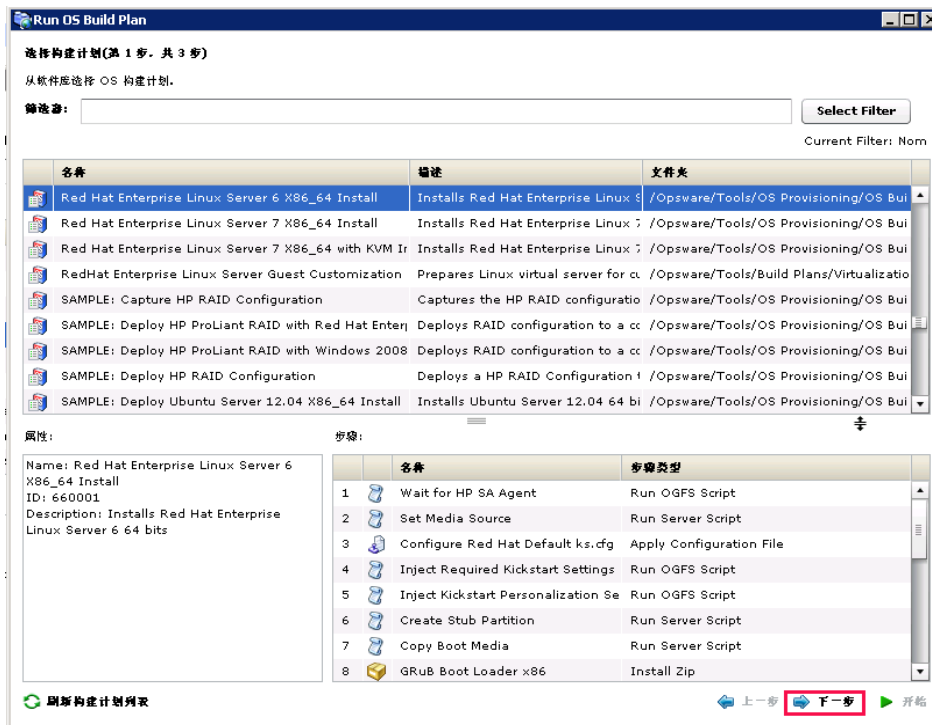 Run OS Build Plan
选择构建计划(第 1 步，共 3 步)
从软件库选择 OS 构建计划.
筛选器:
Select Filter
Current Filter: Nom
名称 描述 文件夹
Red Hat Enterprise Linux Server 6 X86_64 Install Installs Red Hat Enterprise Linux S /Opsware/Tools/OS Provisioning/OS Bui
Red Hat Enterprise Linux Server 7 X86_64 Install Installs Red Hat Enterprise Linux 7 /Opsware/Tools/OS Provisioning/OS Bui
Red Hat Enterprise Linux Server 7 X86_64 with KVM Ir Installs Red Hat Enterprise Linux 7 /Opsware/Tools/OS Provisioning/OS Bui
RedHat Enterprise Linux Server Guest Customization Prepares Linux virtual server for cu /Opsware/Tools/Build Plans/Virtualizatio
SAMPLE: Capture HP RAID Configuration Captures the HP RAID configuratio /Opsware/Tools/OS Provisioning/OS Bui
SAMPLE: Deploy HP ProLiant RAID with Red Hat Enterp Deploys RAID configuration to a cc /Opsware/Tools/OS Provisioning/OS Bui
SAMPLE: Deploy HP ProLiant RAID with Windows 2008 Deploys RAID configuration to a cc /Opsware/Tools/OS Provisioning/OS Bui
SAMPLE: Deploy HP RAID Configuration Deploys a HP RAID Configuration t /Opsware/Tools/OS Provisioning/OS Bui
SAMPLE: Deploy Ubuntu Server 12.04 X86_64 Install Installs Ubuntu Server 12.04 64 bi /Opsware/Tools/OS Provisioning/OS Bui
属性:
Name: Red Hat Enterprise Linux Server 6
X86_64 Install
ID: 660001
Description: Installs Red Hat Enterprise
Linux Server 6 64 bits
步骤:
名称 步骤类型
1 Wait for HP SA Agent Run OGFS Script
2 Set Media Source Run Server Script
3 Configure Red Hat Default ks.cfg Apply Configuration File
4 Inject Required Kickstart Settings Run OGFS Script
5 Inject Kickstart Personalization Se Run OGFS Script
6 Create Stub Partition Run Server Script
7 Copy Boot Media Run Server Script
8 GRuB Boot Loader x86 Install Zip
刷新构建计划列表
上一步 下一步 开始